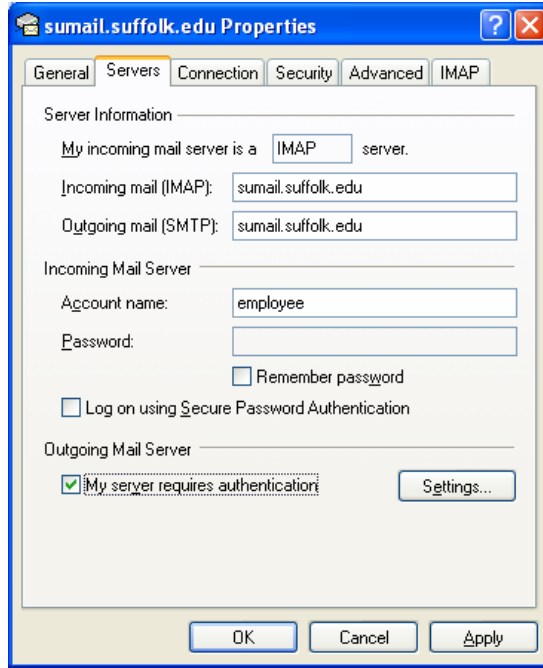 sumail.suffolk.edu Properties
General Servers Connection Security Advanced IMAP
Server Information
My incoming mail server is a IMAP server.
Incoming mail (IMAP): sumail.suffolk.edu
Outgoing mail (SMTP): sumail.suffolk.edu
Incoming Mail Server
Account name: employee
Password:
Remember password
Log on using Secure Password Authentication
Outgoing Mail Server
My server requires authentication Settings...
OK Cancel Apply